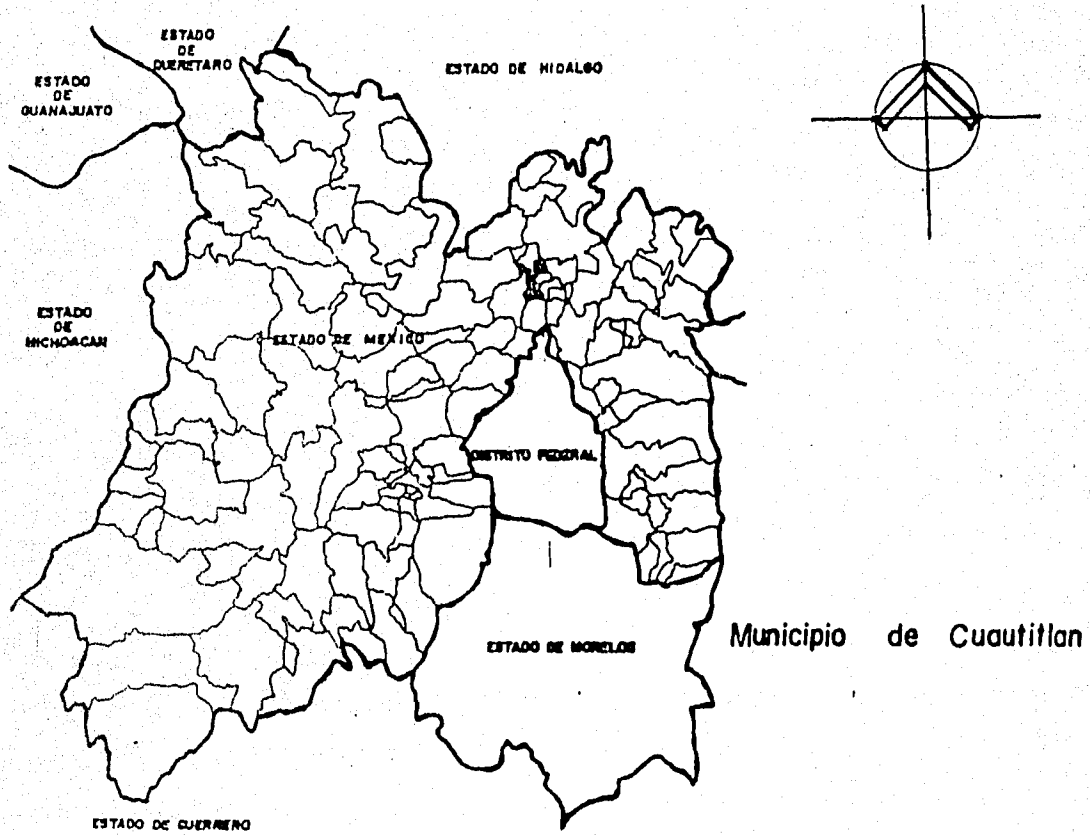 ESTADO
DE
QUERETARO
ESTADO DE HIDALGO
ESTADO
DE
GUANAJUATO
ESTADO
DE
MICHOACAN
ESTADO DE MEXICO
DISTRITO FEDERAL
Municipio de Cuautitlan
ESTADO DE MORELOS
ESTADO DE GUERRERO